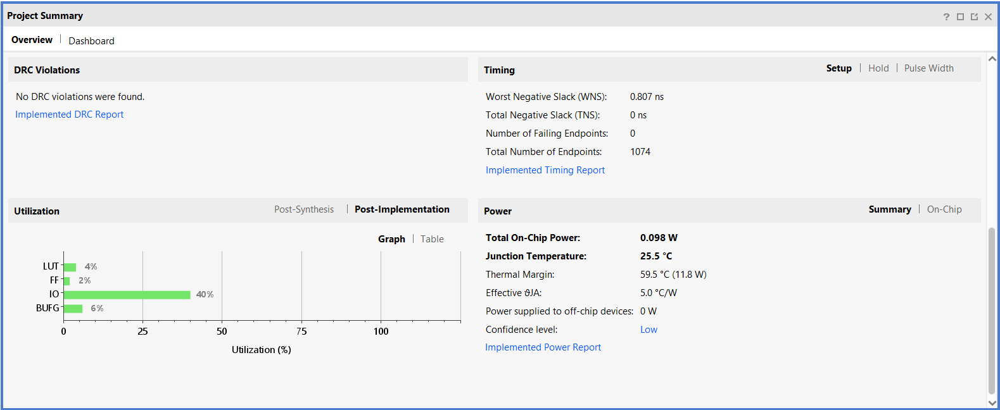 Project Summary
?
Overview | Dashboard
DRC Violations
No DRC violations were found.
Implemented DRC Report
Timing
Setup | Hold | Pulse Width
Worst Negative Slack (WNS): 0.807 ns
Total Negative Slack (TNS): 0 ns
Number of Failing Endpoints: 0
Total Number of Endpoints: 1074
Implemented Timing Report
Utilization
Post-Synthesis | Post-Implementation
Graph | Table
LUT 4%
FF 2%
IO 40%
BUFG 6%
0 25 50 75 100
Utilization (%)
Power
Summary | On-Chip
Total On-Chip Power: 0.098 W
Junction Temperature: 25.5 °C
Thermal Margin: 59.5 °C (11.8 W)
Effective ϑJA: 5.0 °C/W
Power supplied to off-chip devices: 0 W
Confidence level: Low
Implemented Power Report